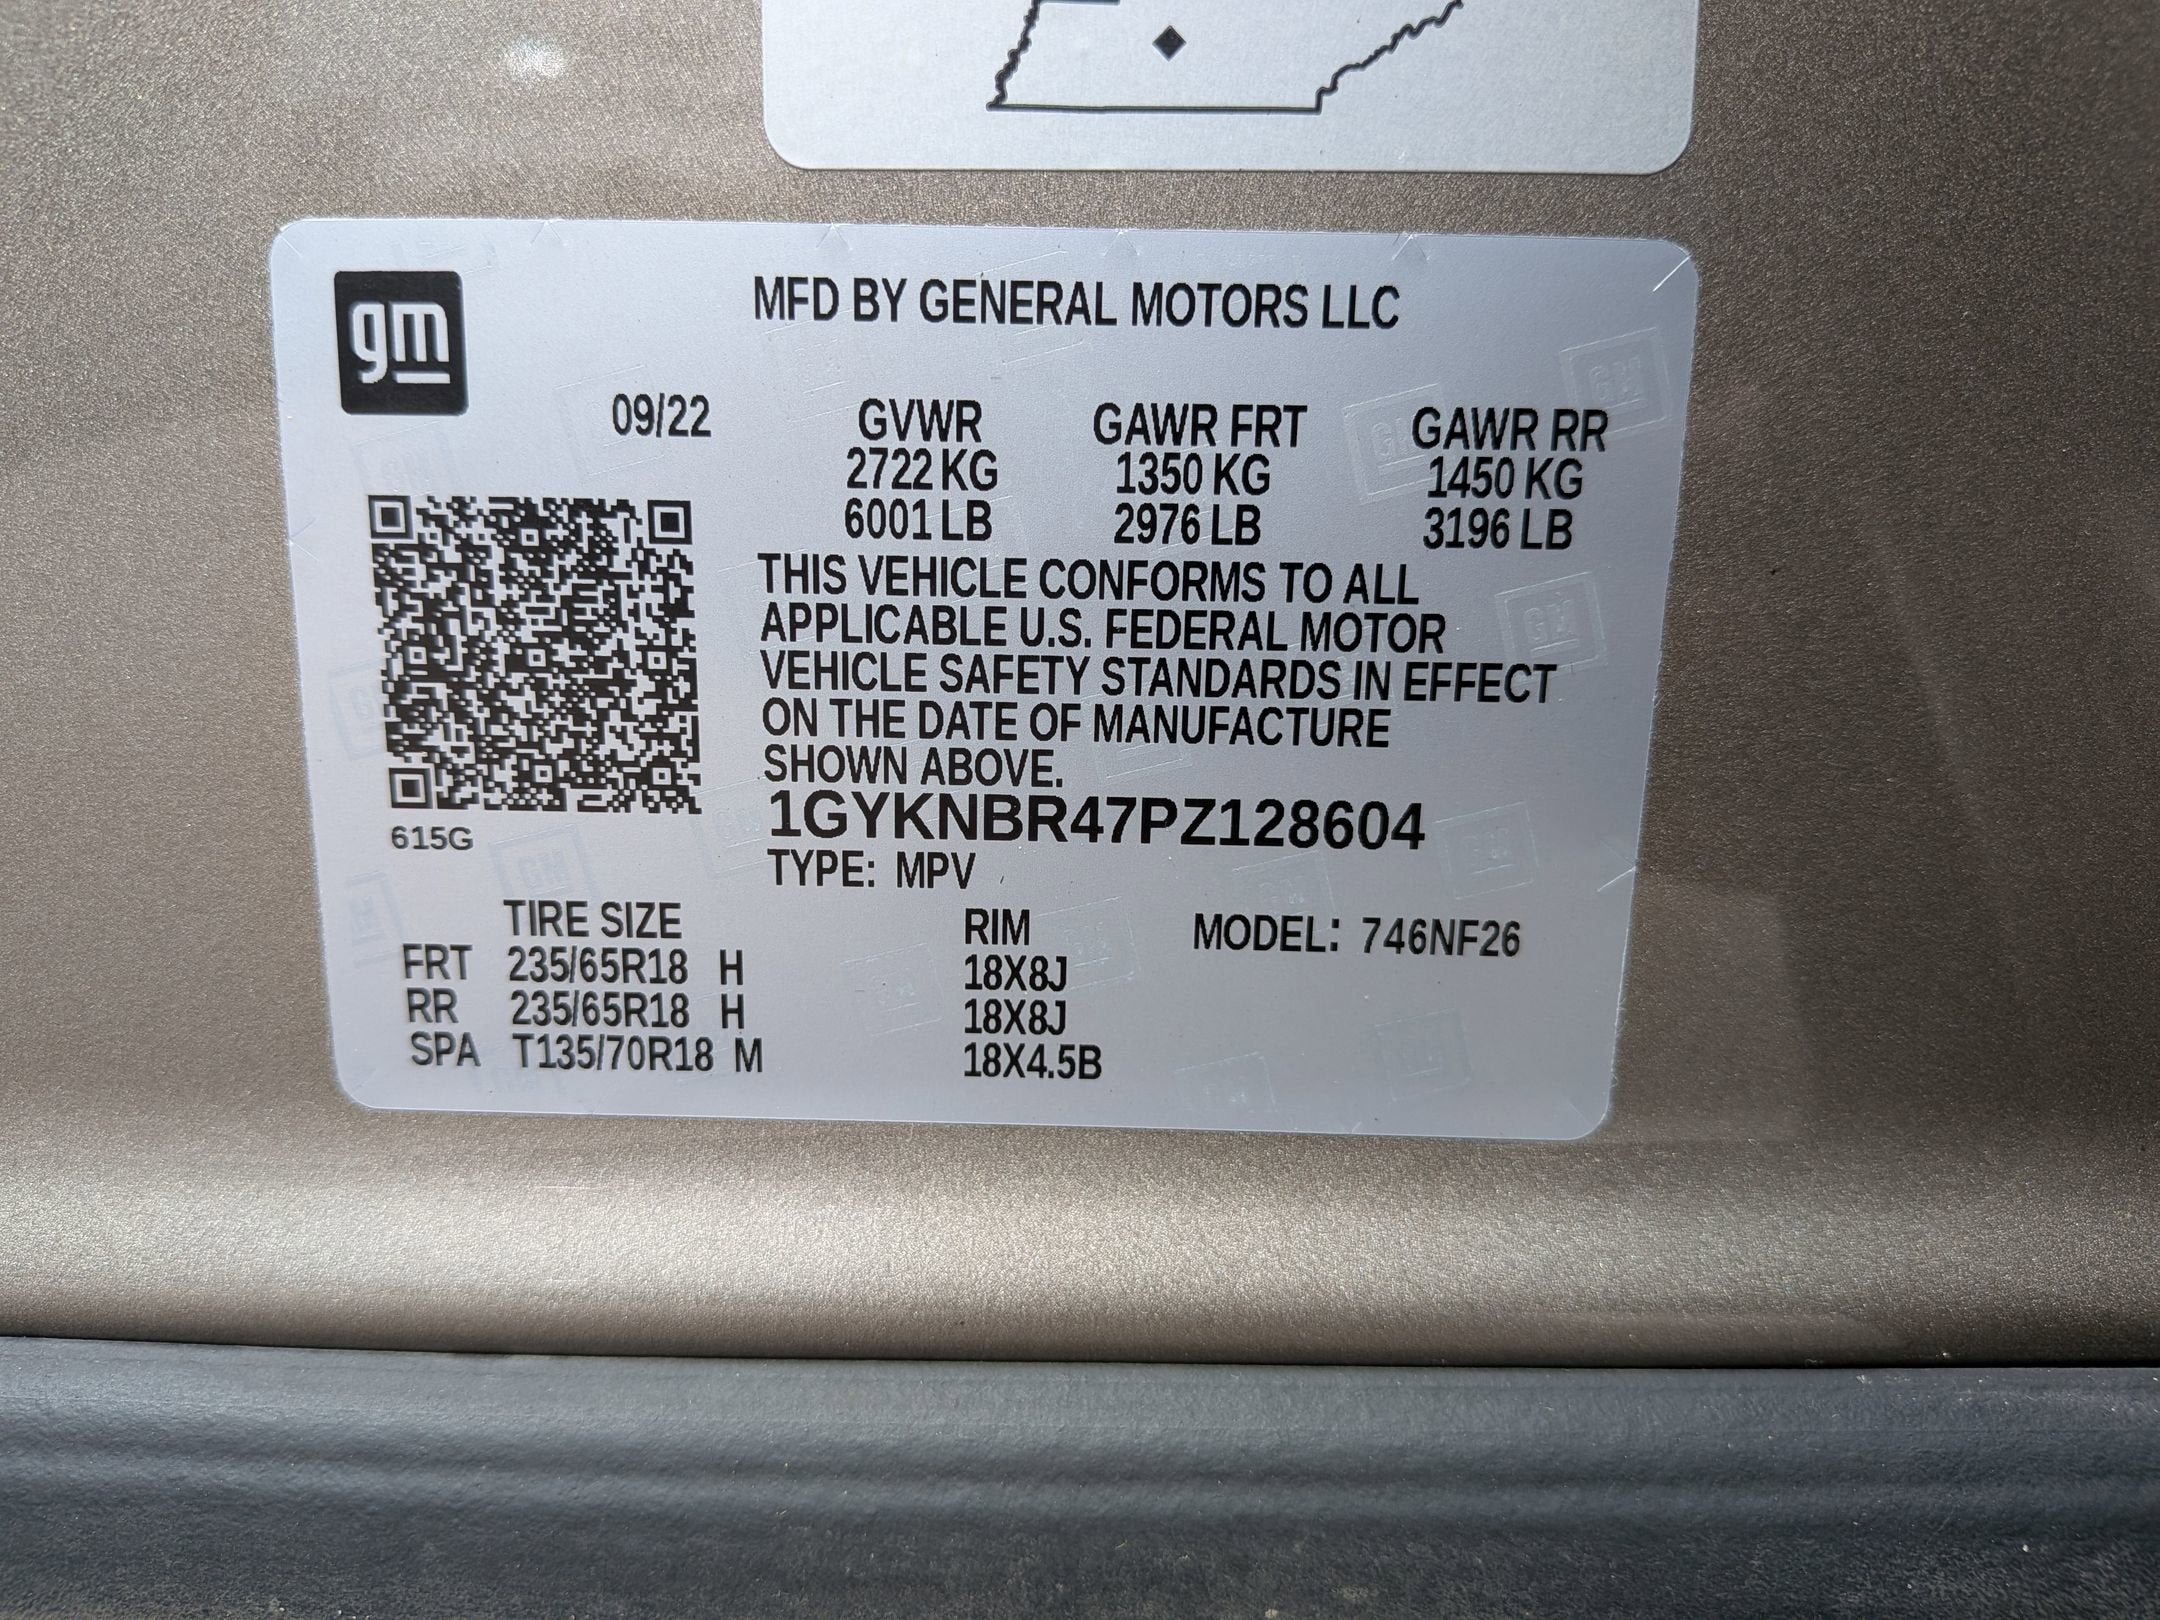 gm
MFD BY GENERAL MOTORS LLC
09/22 GVWR GAWR FRT GAWR RR
2722 KG 1350 KG 1450 KG
6001 LB 2976 LB 3196 LB
THIS VEHICLE CONFORMS TO ALL
APPLICABLE U.S. FEDERAL MOTOR
VEHICLE SAFETY STANDARDS IN EFFECT
ON THE DATE OF MANUFACTURE
SHOWN ABOVE.
1GYKNBR47PZ128604
615G
TYPE: MPV
TIRE SIZE RIM MODEL: 746NF26
FRT 235/65R18 H 18X8J
RR 235/65R18 H 18X8J
SPA T135/70R18 M 18X4.5B